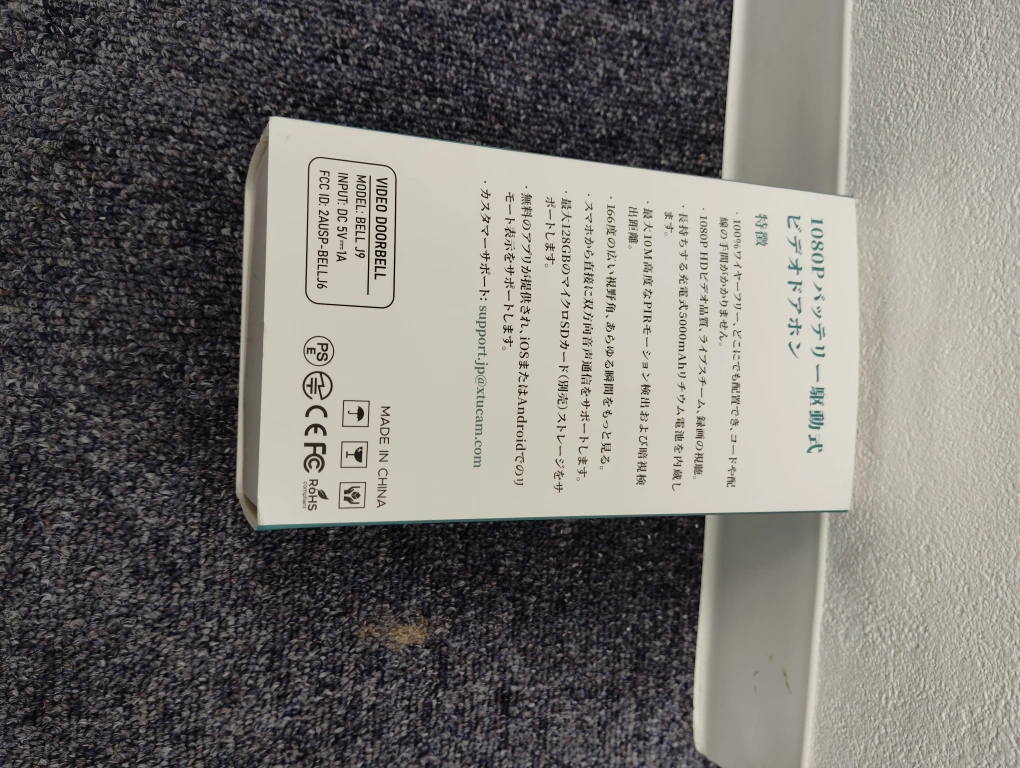 1080Pバッテリー駆動式
ビデオドアホン
特徴
・100%ワイヤーフリー、どこにでも配置でき、コードや配
線の手間がかかりません。
・1080P HDビデオ品質、ライブスチーム、録画の視聴。
・長持ちする充電式5000mAhリチウム電池を内蔵し
ます。
・最大10M高度なPIRモーション検出および暗視検
出距離。
・166度の広い視野角、あらゆる瞬間をもっと見る。
・スマホから直接に双方向音声通信をサポートします。
・最大128GBのマイクロSDカード(別売)ストレージをサ
ポートします。
・無料のアプリが提供され、iOSまたはAndroidでのリ
モート表示をサポートします。
・カスタマーサポート: support.jp@xtucam.com
VIDEO DOORBELL
MODEL: BELL J9
INPUT: DC 5V⎓1A
FCC ID: 2AUSP-BELLJ6
MADE IN CHINA
PS
E
CE FC RoHS
compliant